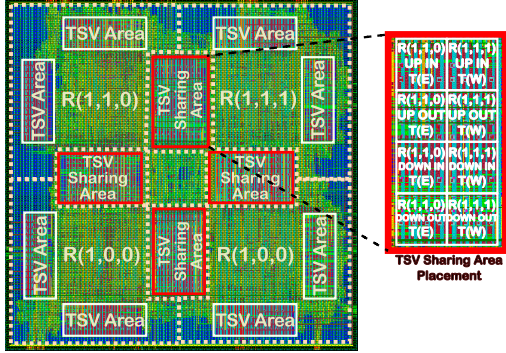 TSV Area
TSV Area
TSV Area
R(1,1,0)
TSV
Sharing
Area
R(1,1,1)
TSV Area
TSV
Sharing
Area
TSV
Sharing
Area
TSV Area
R(1,0,0)
TSV
Sharing
Area
R(1,0,0)
TSV Area
TSV Area
TSV Area
R(1,1,0)
UP IN
T(E)
R(1,1,1)
UP IN
T(W)
R(1,1,0)
UP OUT
T(E)
R(1,1,1)
UP OUT
T(W)
R(1,1,0)
DOWN IN
T(E)
R(1,1,1)
DOWN IN
T(W)
R(1,1,0)
DOWN OUT
T(E)
R(1,1,1)
DOWN OUT
T(W)
TSV Sharing Area
Placement